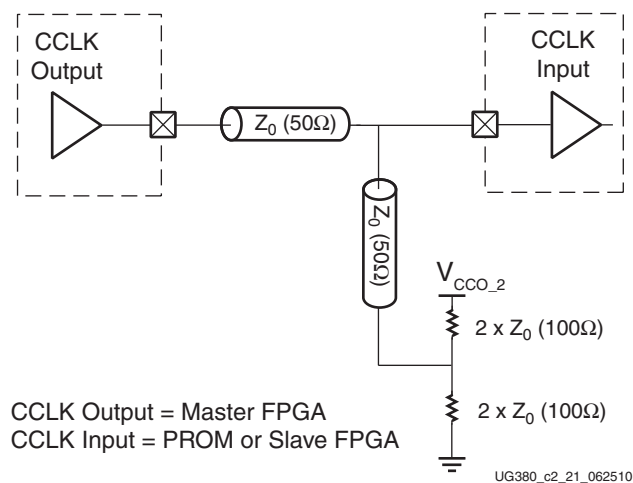 CCLK
Output
CCLK
Input
Z₀ (50Ω)
Z₀ (50Ω)
V_CCO_2
2 x Z₀ (100Ω)
2 x Z₀ (100Ω)
CCLK Output = Master FPGA
CCLK Input = PROM or Slave FPGA
UG380_c2_21_062510